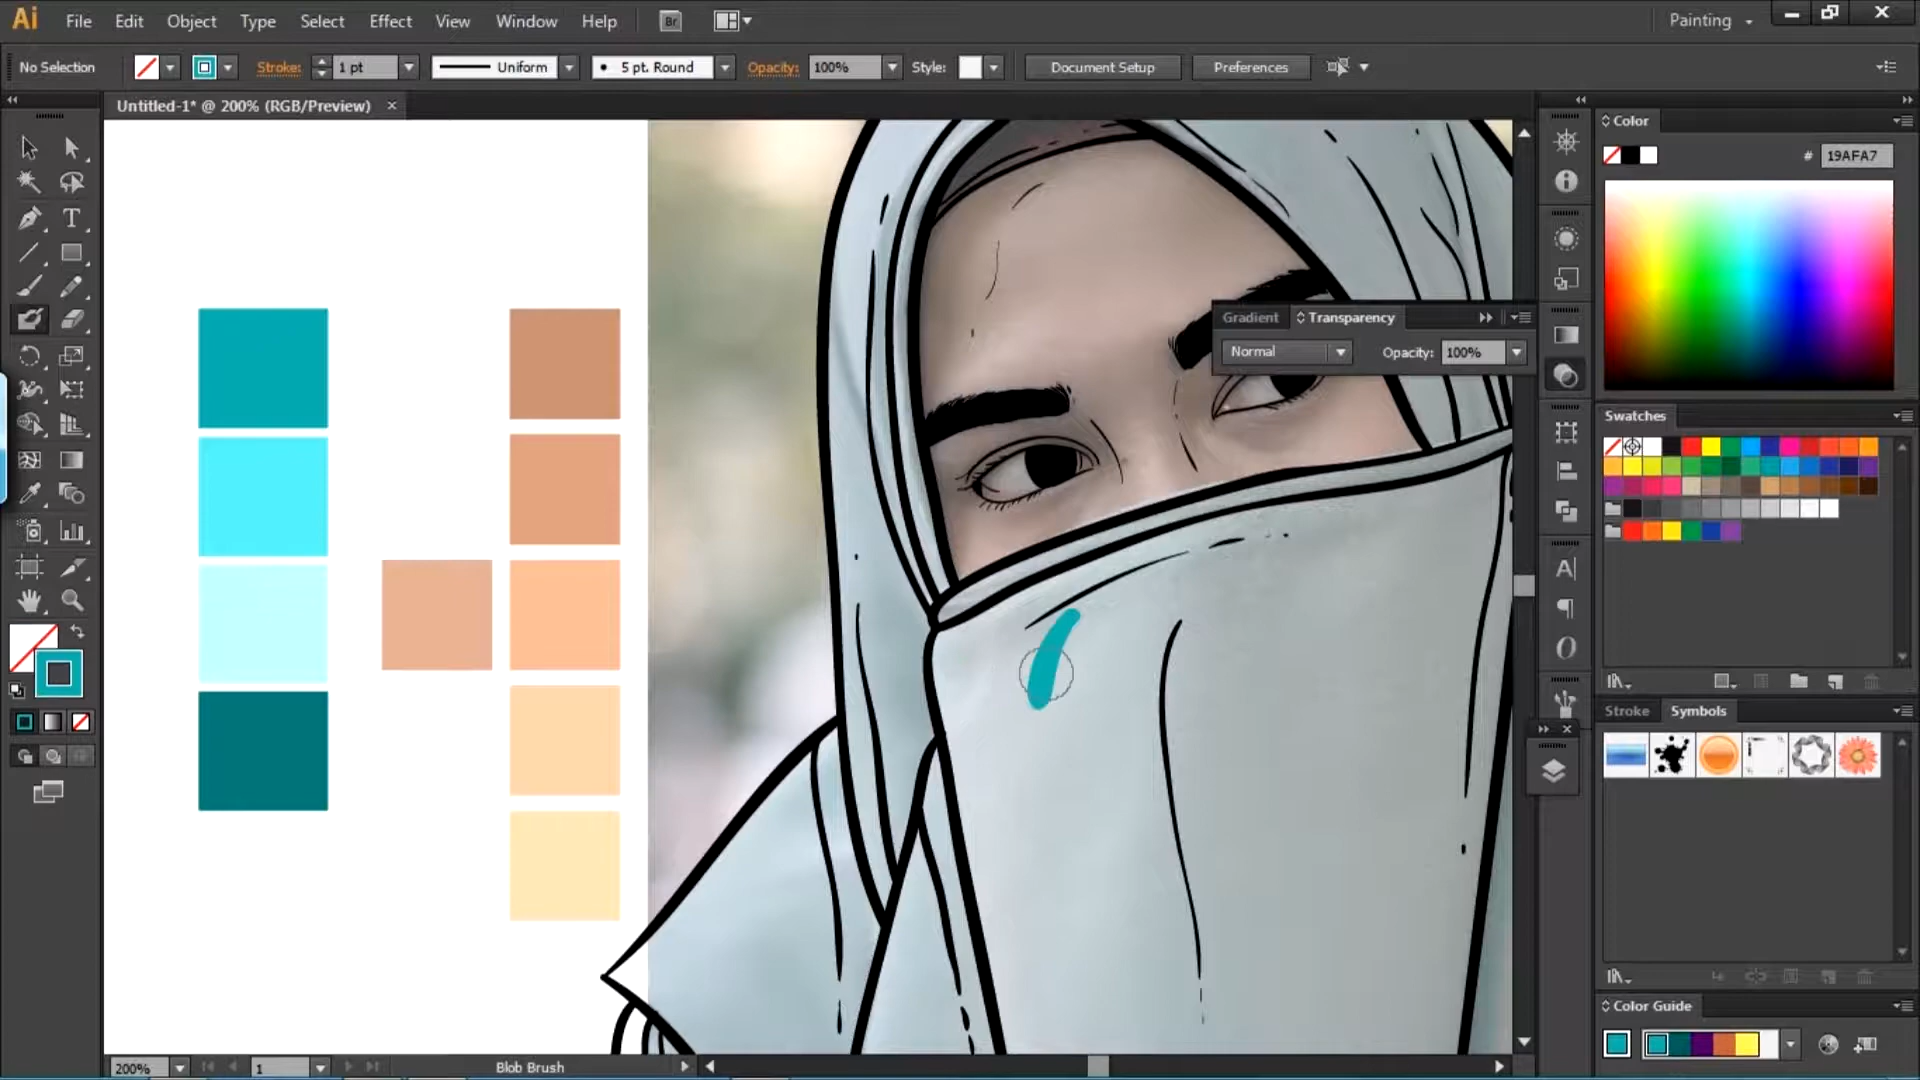 Ai File Edit Object Type Select Effect View Window Help Br Painting
No Selection Stroke: 1 pt Uniform 5 pt. Round Opacity: 100% Style: Document Setup Preferences
Untitled-1* @ 200% (RGB/Preview)
Color
# 19AFA7
Gradient Transparency
Normal Opacity: 100%
Swatches
Stroke Symbols
Color Guide
200% 1 Blob Brush